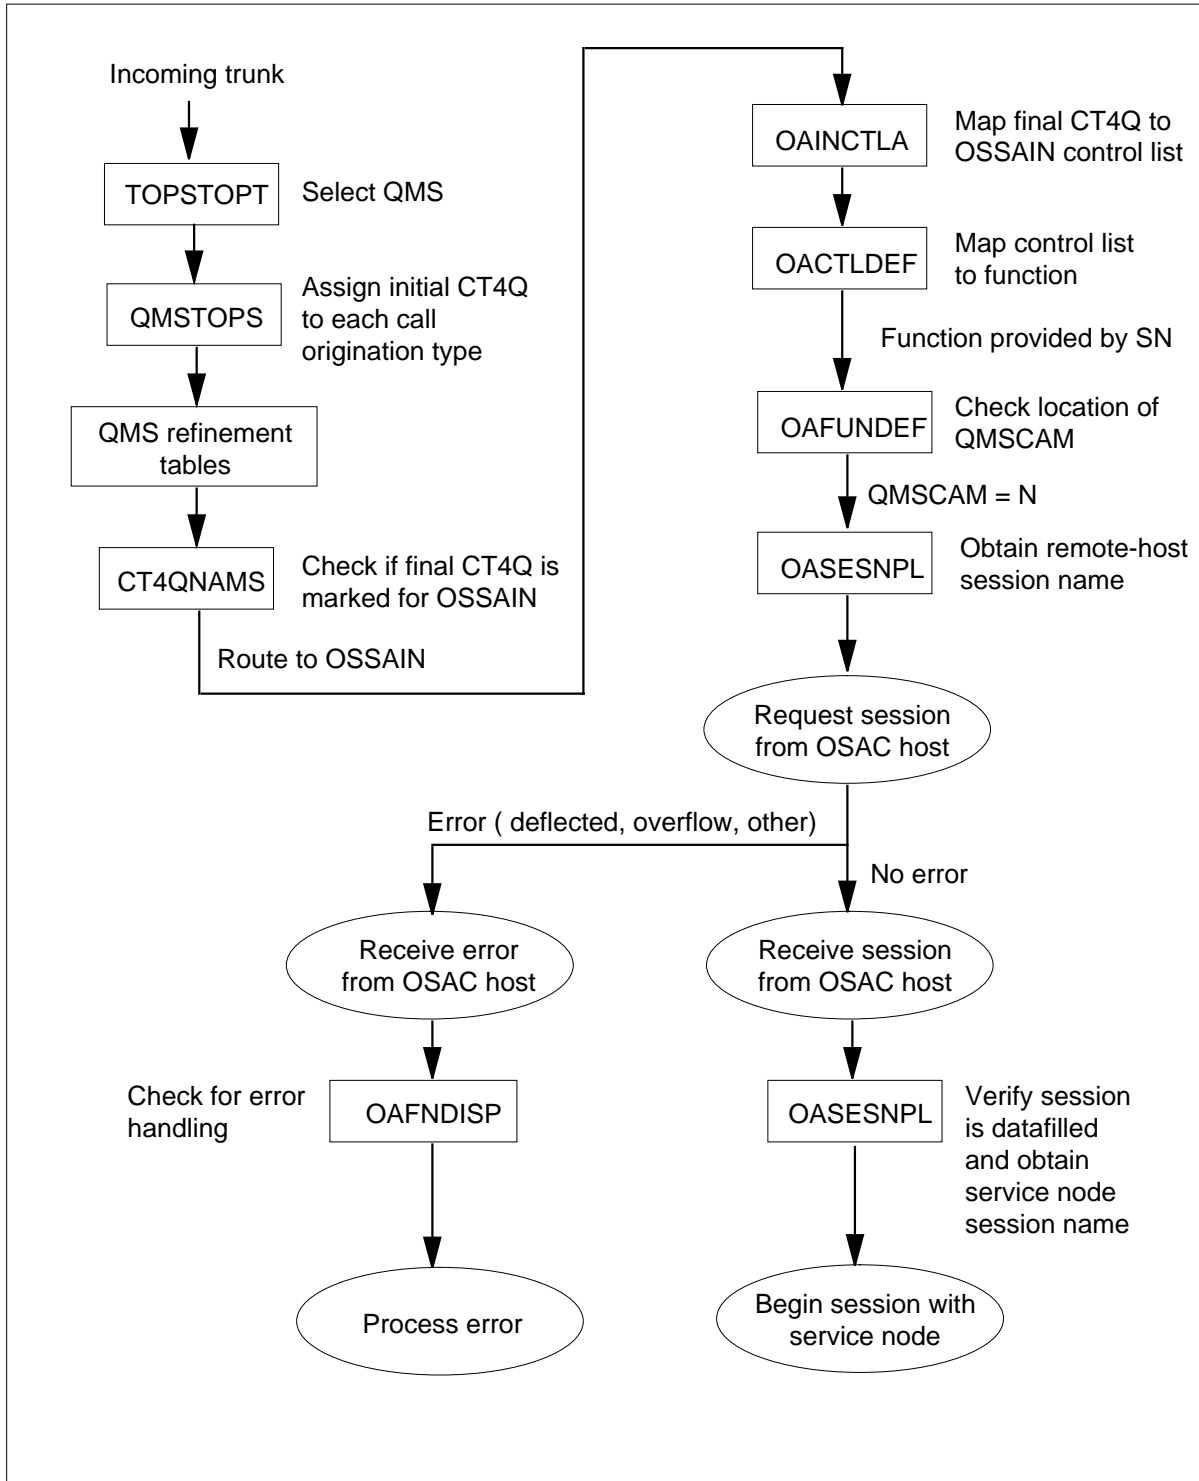 Incoming trunk
TOPSTOPT
Select QMS
QMSTOPS
Assign initial CT4Q
to each call
origination type
QMS refinement
tables
CT4QNAMS
Check if final CT4Q is
marked for OSSAIN
Route to OSSAIN
OAINCTLA
Map final CT4Q to
OSSAIN control list
OACTLDEF
Map control list
to function
Function provided by SN
OAFUNDEF
Check location of
QMSCAM
QMSCAM = N
OASESNPL
Obtain remote-host
session name
Request session
from OSAC host
Error ( deflected, overflow, other)
No error
Receive error
from OSAC host
Receive session
from OSAC host
Check for error
handling
OAFNDISP
OASESNPL
Verify session
is datafilled
and obtain
service node
session name
Process error
Begin session with
service node